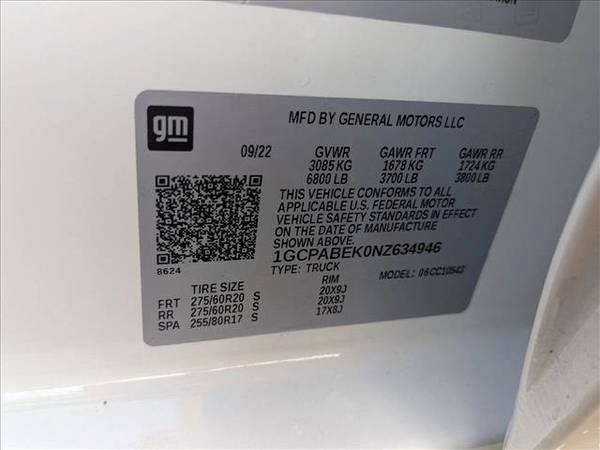 gm
MFD BY GENERAL MOTORS LLC
09/22 GVWR GAWR FRT GAWR RR
3085 KG 1678 KG 1724 KG
6800 LB 3700 LB 3800 LB
THIS VEHICLE CONFORMS TO ALL
APPLICABLE U.S. FEDERAL MOTOR
VEHICLE SAFETY STANDARDS IN EFFECT
ON THE DATE OF MANUFACTURE
SHOWN ABOVE.
8624
1GCPABEK0NZ634946
TYPE: TRUCK MODEL:
TIRE SIZE RIM
FRT 275/60R20 S 20X9J
RR 275/60R20 S 20X9J
SPA 255/80R17 S 17X8J